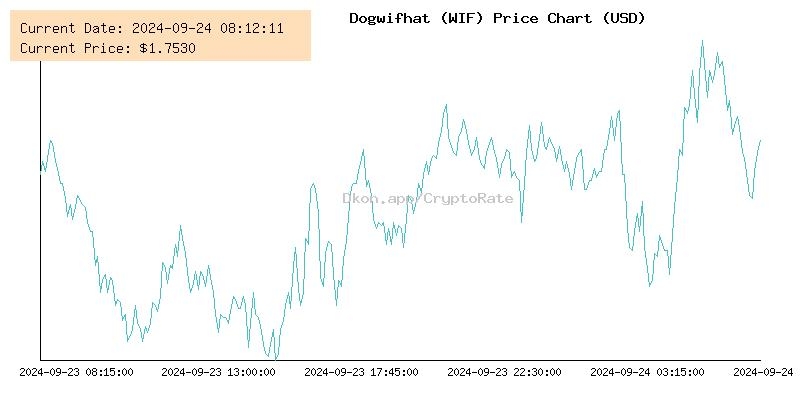 Dogwifhat (WIF) Price Chart (USD)
Current Date: 2024-09-24 08:12:11
Current Price: $1.7530
Dkon.app/CryptoRate
2024-09-23 08:15:00
2024-09-23 13:00:00
2024-09-23 17:45:00
2024-09-23 22:30:00
2024-09-24 03:15:00
2024-09-24